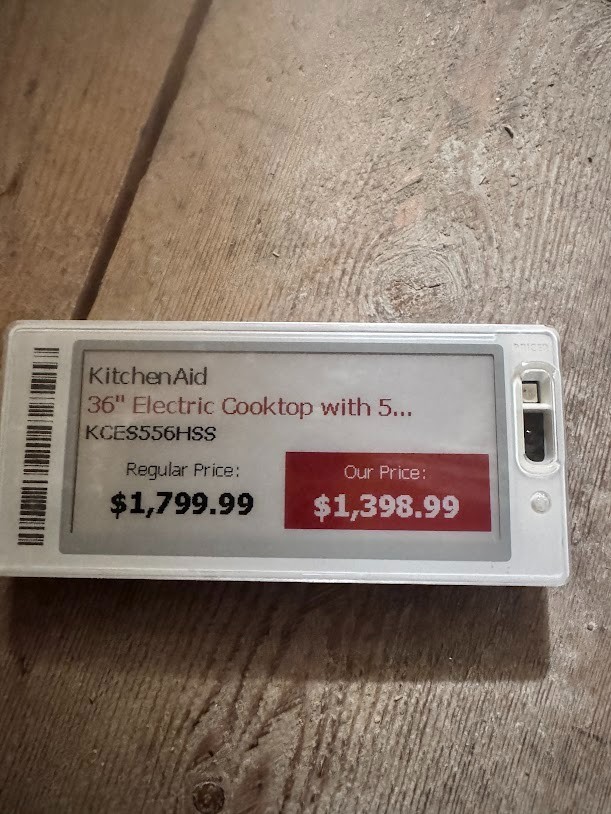 KitchenAid
36" Electric Cooktop with 5...
KCES556HSS
Regular Price:
$1,799.99
Our Price:
$1,398.99